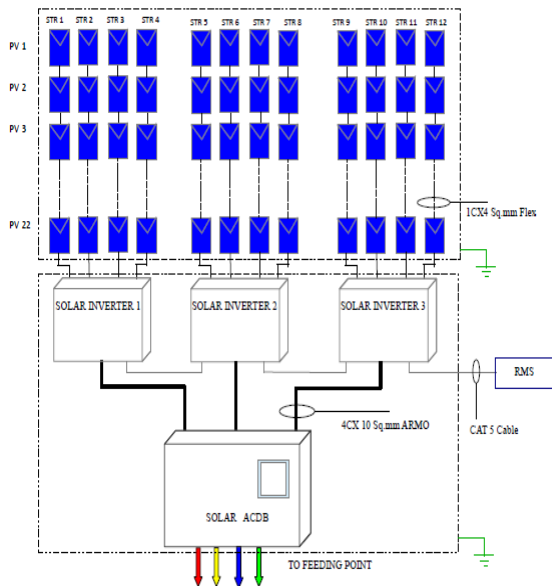 STR 1 STR 2 STR 3 STR 4 STR 5 STR 6 STR 7 STR 8 STR 9 STR 10 STR 11 STR 12
PV 1
PV 2
PV 3
1CX4 Sq.mm Flex
PV 22
SOLAR INVERTER 1 SOLAR INVERTER 2 SOLAR INVERTER 3
RMS
4CX 10 Sq.mm ARMO
CAT 5 Cable
SOLAR ACDB
TO FEEDING POINT